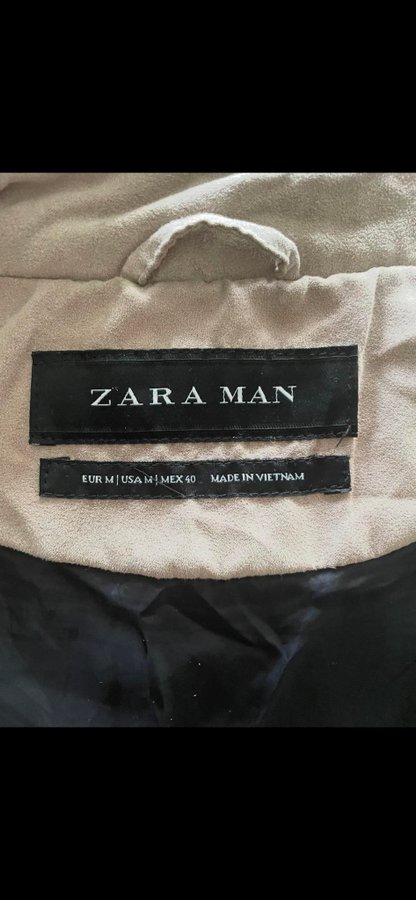 ZARA MAN
EUR M | USA M | MEX 40 MADE IN VIETNAM